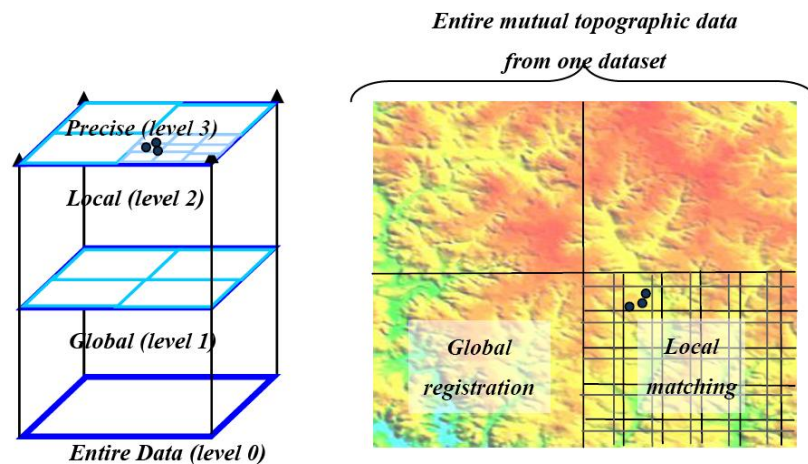 Entire mutual topographic data
from one dataset
Precise (level 3)
Local (level 2)
Global (level 1)
Entire Data (level 0)
Global
registration
Local
matching